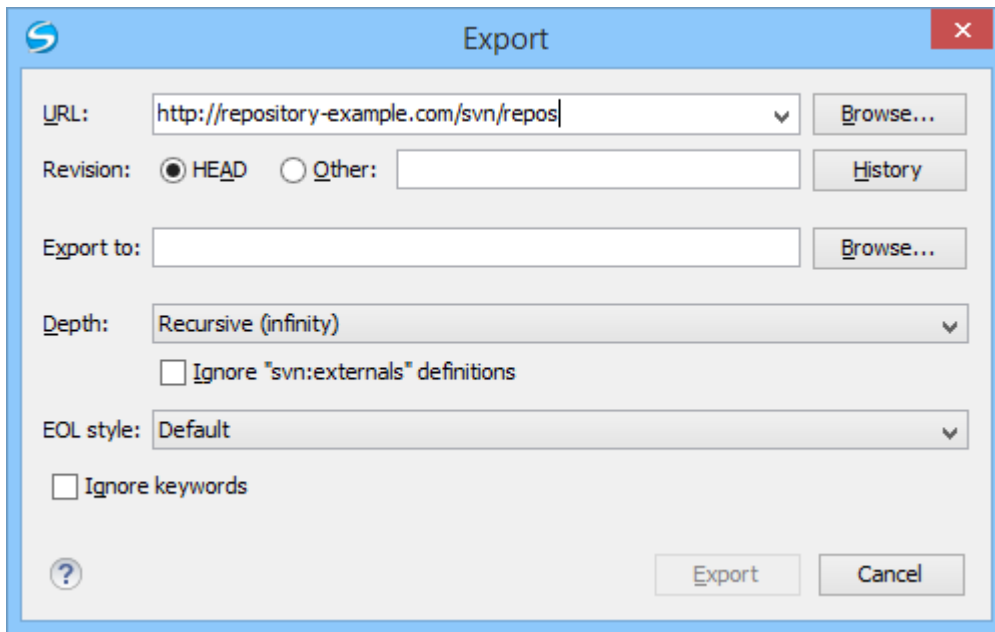 Export
URL: http://repository-example.com/svn/repos Browse...
Revision: HEAD Other: History
Export to: Browse...
Depth: Recursive (infinity)
Ignore "svn:externals" definitions
EOL style: Default
Ignore keywords
? Export Cancel